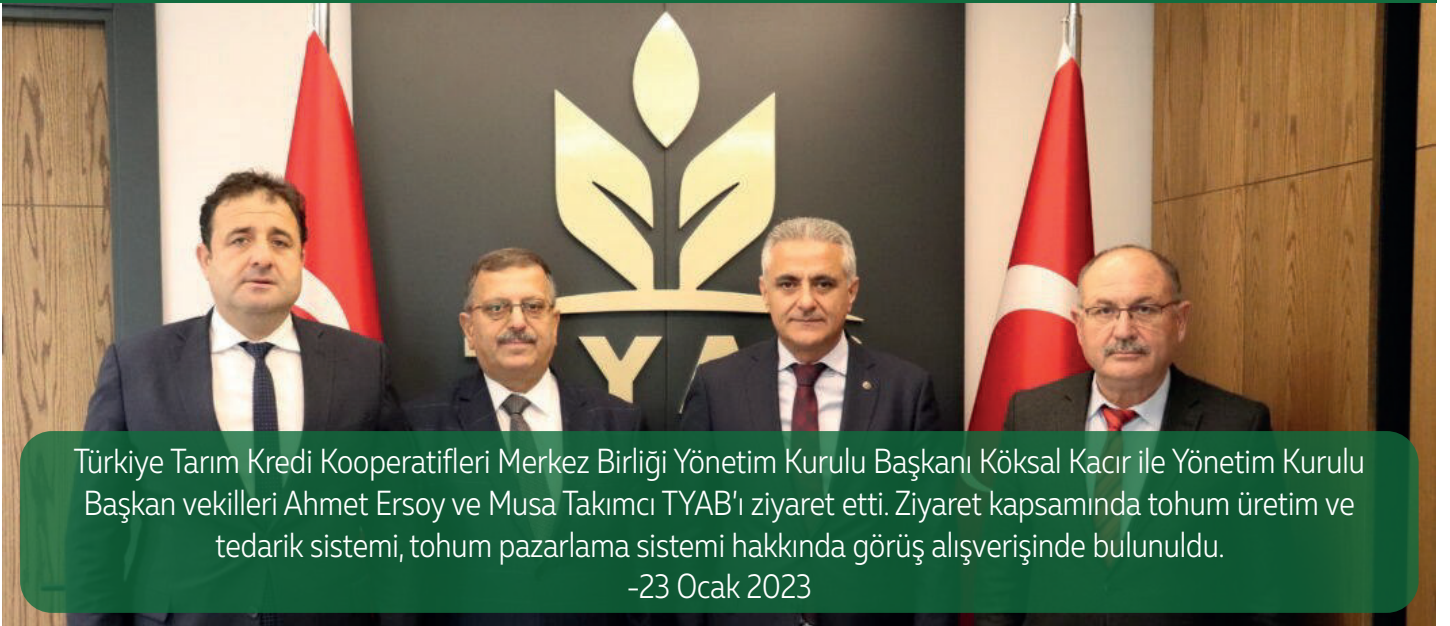 TYAB
Türkiye Tarım Kredi Kooperatifleri Merkez Birliği Yönetim Kurulu Başkanı Köksal Kacır ile Yönetim Kurulu
Başkan vekilleri Ahmet Ersoy ve Musa Takımcı TYAB’ı ziyaret etti. Ziyaret kapsamında tohum üretim ve
tedarik sistemi, tohum pazarlama sistemi hakkında görüş alışverişinde bulunuldu.
-23 Ocak 2023